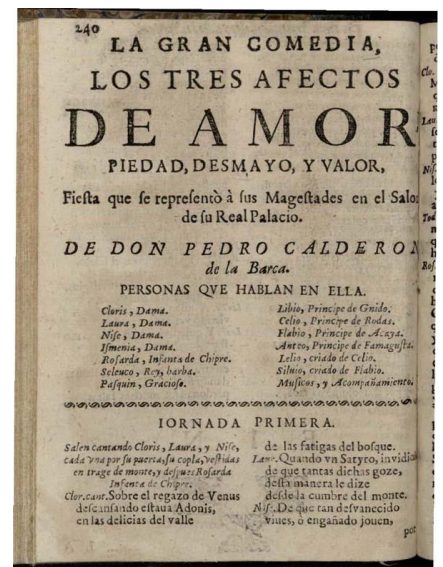 240
LA GRAN COMEDIA,
LOS TRES AFECTOS
DE AMOR
PIEDAD, DESMAYO, Y VALOR,
Fiesta que se representò à sus Magestades en el Salon
de su Real Palacio.
DE DON PEDRO CALDERON
de la Barca.
PERSONAS QVE HABLAN EN ELLA.
Cloris, Dama.
Laura, Dama.
Nise, Dama.
Ismenia, Dama.
Rosarda, Infanta de Chipre.
Seleuco, Rey, barba.
Pasquin, Gracioso.
Libio, Principe de Gnido.
Celio, Principe de Rodas.
Flabio, Principe de Acaya.
Anteo, Principe de Famagusta.
Lelio, criado de Celio.
Siluio, criado de Flabio.
Musicos, y Acompañamiento.
IORNADA PRIMERA.
Salen cantando Cloris, Laura, y Nise,
cada vna por su puerta, su copla, vestidas
en trage de monte, y despues Rosarda
Infanta de Chipre.
Clor.cant. Sobre el regazo de Venus
descansando estaua Adonis,
en las delicias del valle
de las fatigas del bosque.
Lau. Quando vn Satyro, invidioso
de que tantas dichas goze,
desta manera le dize
desde la cumbre del monte.
Nis. De que tan desvanecido
viues, ò engañado jouen,
por